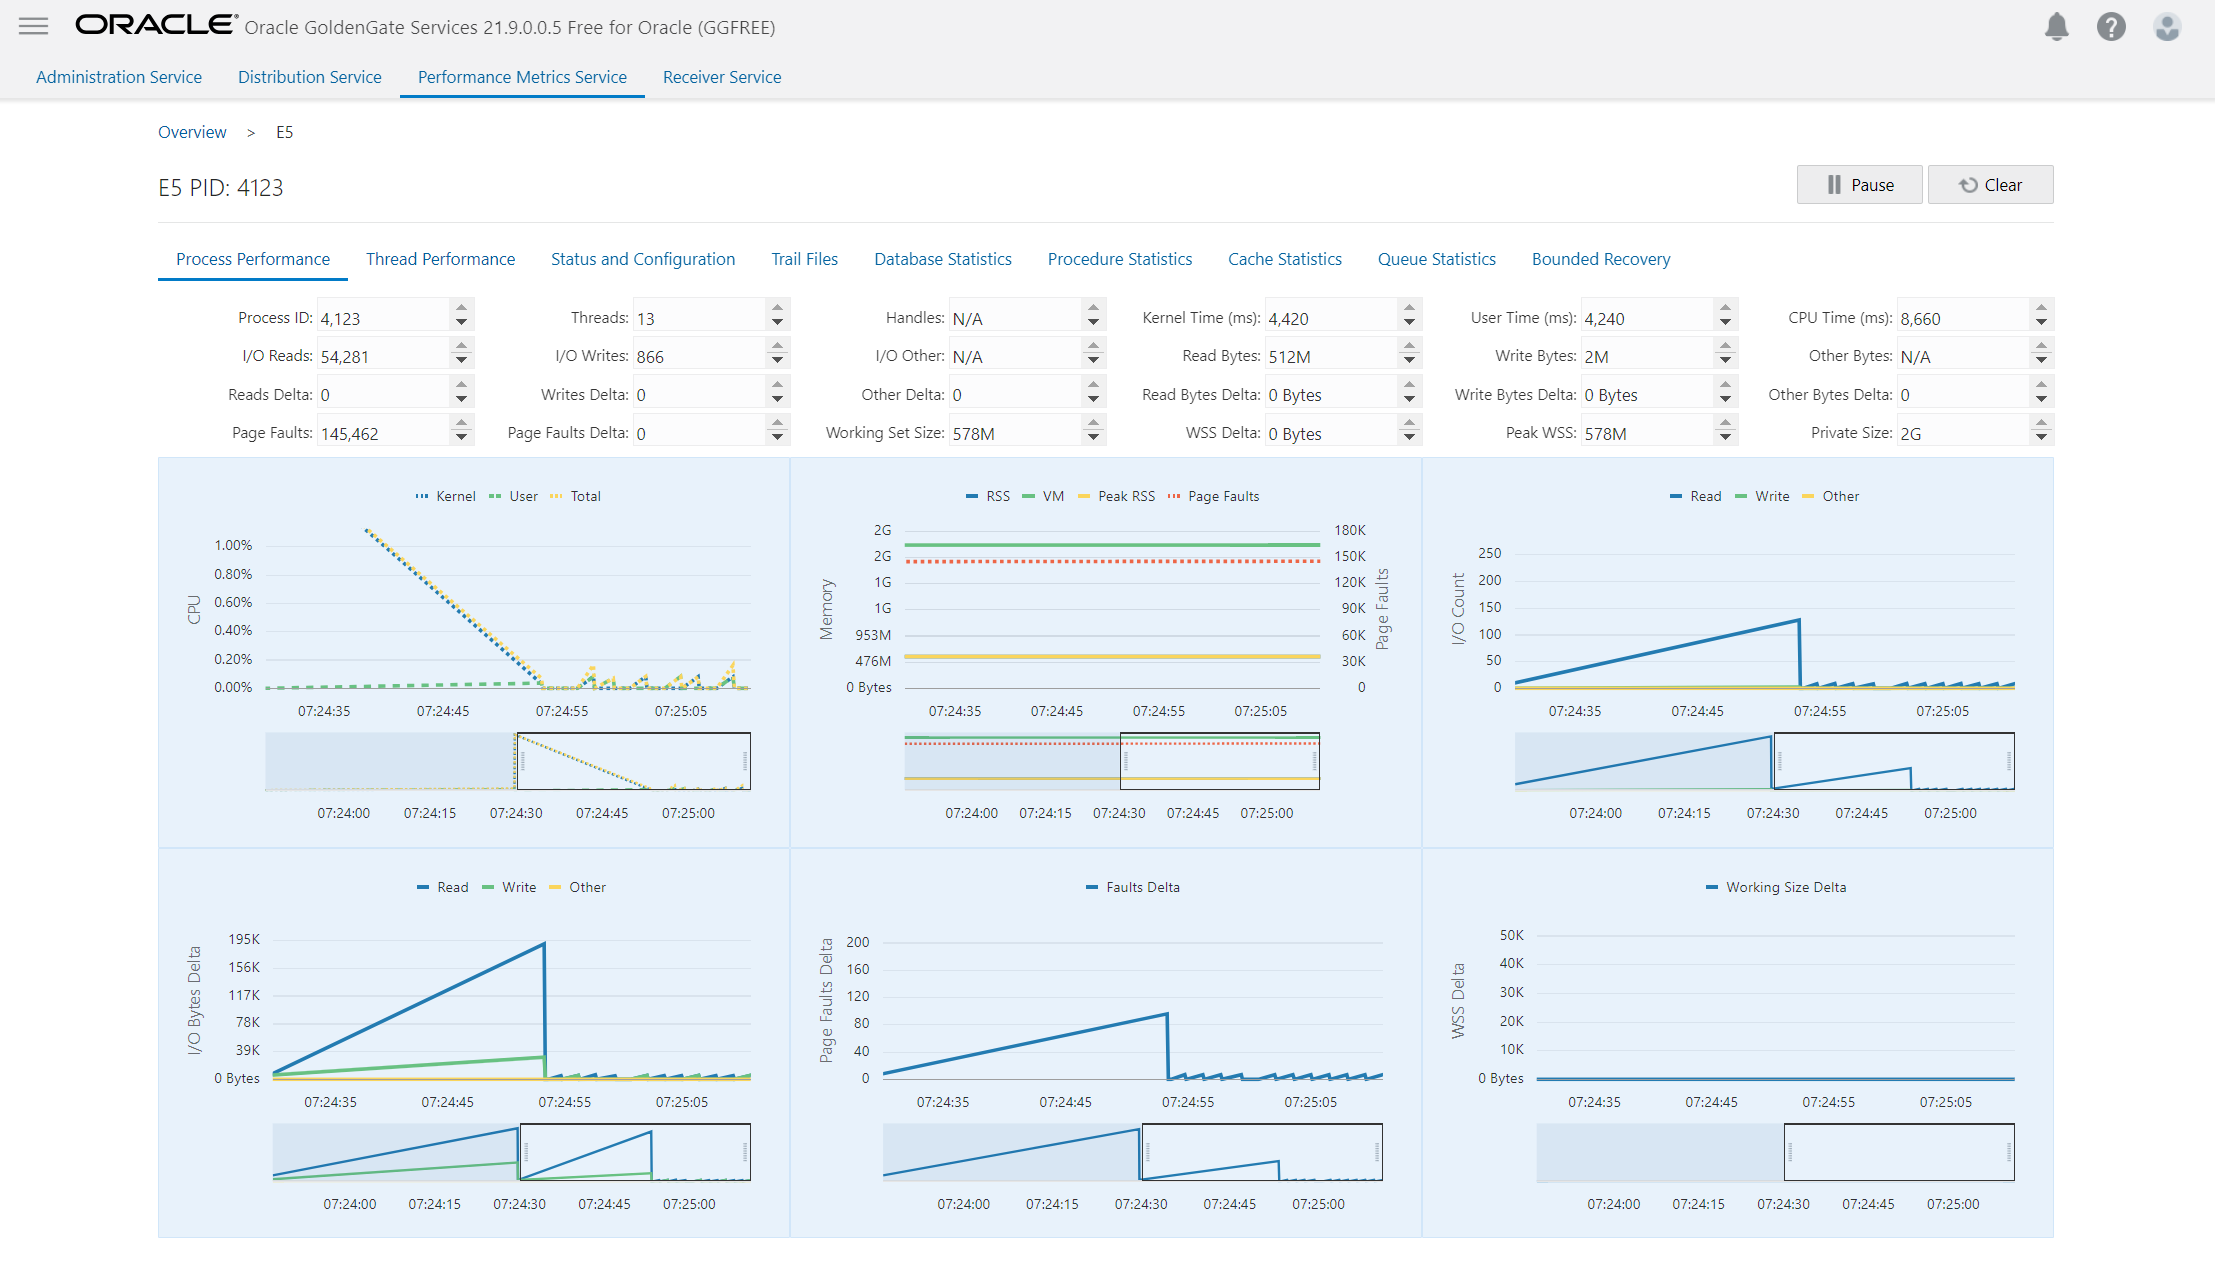 ORACLE® Oracle GoldenGate Services 21.9.0.0.5 Free for Oracle (GGFREE)
Administration Service Distribution Service Performance Metrics Service Receiver Service
Overview > E5
E5 PID: 4123
Pause Clear
Process Performance Thread Performance Status and Configuration Trail Files Database Statistics Procedure Statistics Cache Statistics Queue Statistics Bounded Recovery
Process ID: 4,123 Threads: 13 Handles: N/A Kernel Time (ms): 4,420 User Time (ms): 4,240 CPU Time (ms): 8,660
I/O Reads: 54,281 I/O Writes: 866 I/O Other: N/A Read Bytes: 512M Write Bytes: 2M Other Bytes: N/A
Reads Delta: 0 Writes Delta: 0 Other Delta: 0 Read Bytes Delta: 0 Bytes Write Bytes Delta: 0 Bytes Other Bytes Delta: 0
Page Faults: 145,462 Page Faults Delta: 0 Working Set Size: 578M WSS Delta: 0 Bytes Peak WSS: 578M Private Size: 2G
Kernel User Total
CPU
1.00%
0.80%
0.60%
0.40%
0.20%
0.00%
07:24:35 07:24:45 07:24:55 07:25:05
07:24:00 07:24:15 07:24:30 07:24:45 07:25:00
RSS VM Peak RSS Page Faults
Memory
2G 180K
2G 150K
1G 120K
1G 90K
953M 60K
476M 30K
0 Bytes 0
Page Faults
07:24:35 07:24:45 07:24:55 07:25:05
07:24:00 07:24:15 07:24:30 07:24:45 07:25:00
Read Write Other
I/O Count
250
200
150
100
50
0
07:24:35 07:24:45 07:24:55 07:25:05
07:24:00 07:24:15 07:24:30 07:24:45 07:25:00
Read Write Other
I/O Bytes Delta
195K
156K
117K
78K
39K
0 Bytes
07:24:35 07:24:45 07:24:55 07:25:05
07:24:00 07:24:15 07:24:30 07:24:45 07:25:00
Faults Delta
Page Faults Delta
200
160
120
80
40
0
07:24:35 07:24:45 07:24:55 07:25:05
07:24:00 07:24:15 07:24:30 07:24:45 07:25:00
Working Size Delta
WSS Delta
50K
40K
30K
20K
10K
0 Bytes
07:24:35 07:24:45 07:24:55 07:25:05
07:24:00 07:24:15 07:24:30 07:24:45 07:25:00